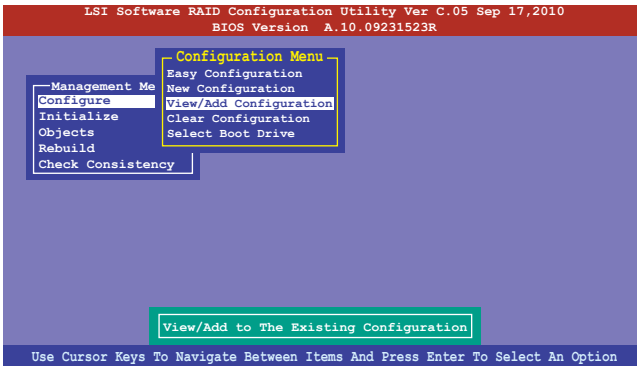 LSI Software RAID Configuration Utility Ver C.05 Sep 17,2010
BIOS Version A.10.09231523R
Configuration Menu
Easy Configuration
New Configuration
View/Add Configuration
Clear Configuration
Select Boot Drive
Management Me
Configure
Initialize
Objects
Rebuild
Check Consistency
View/Add to The Existing Configuration
Use Cursor Keys To Navigate Between Items And Press Enter To Select An Option